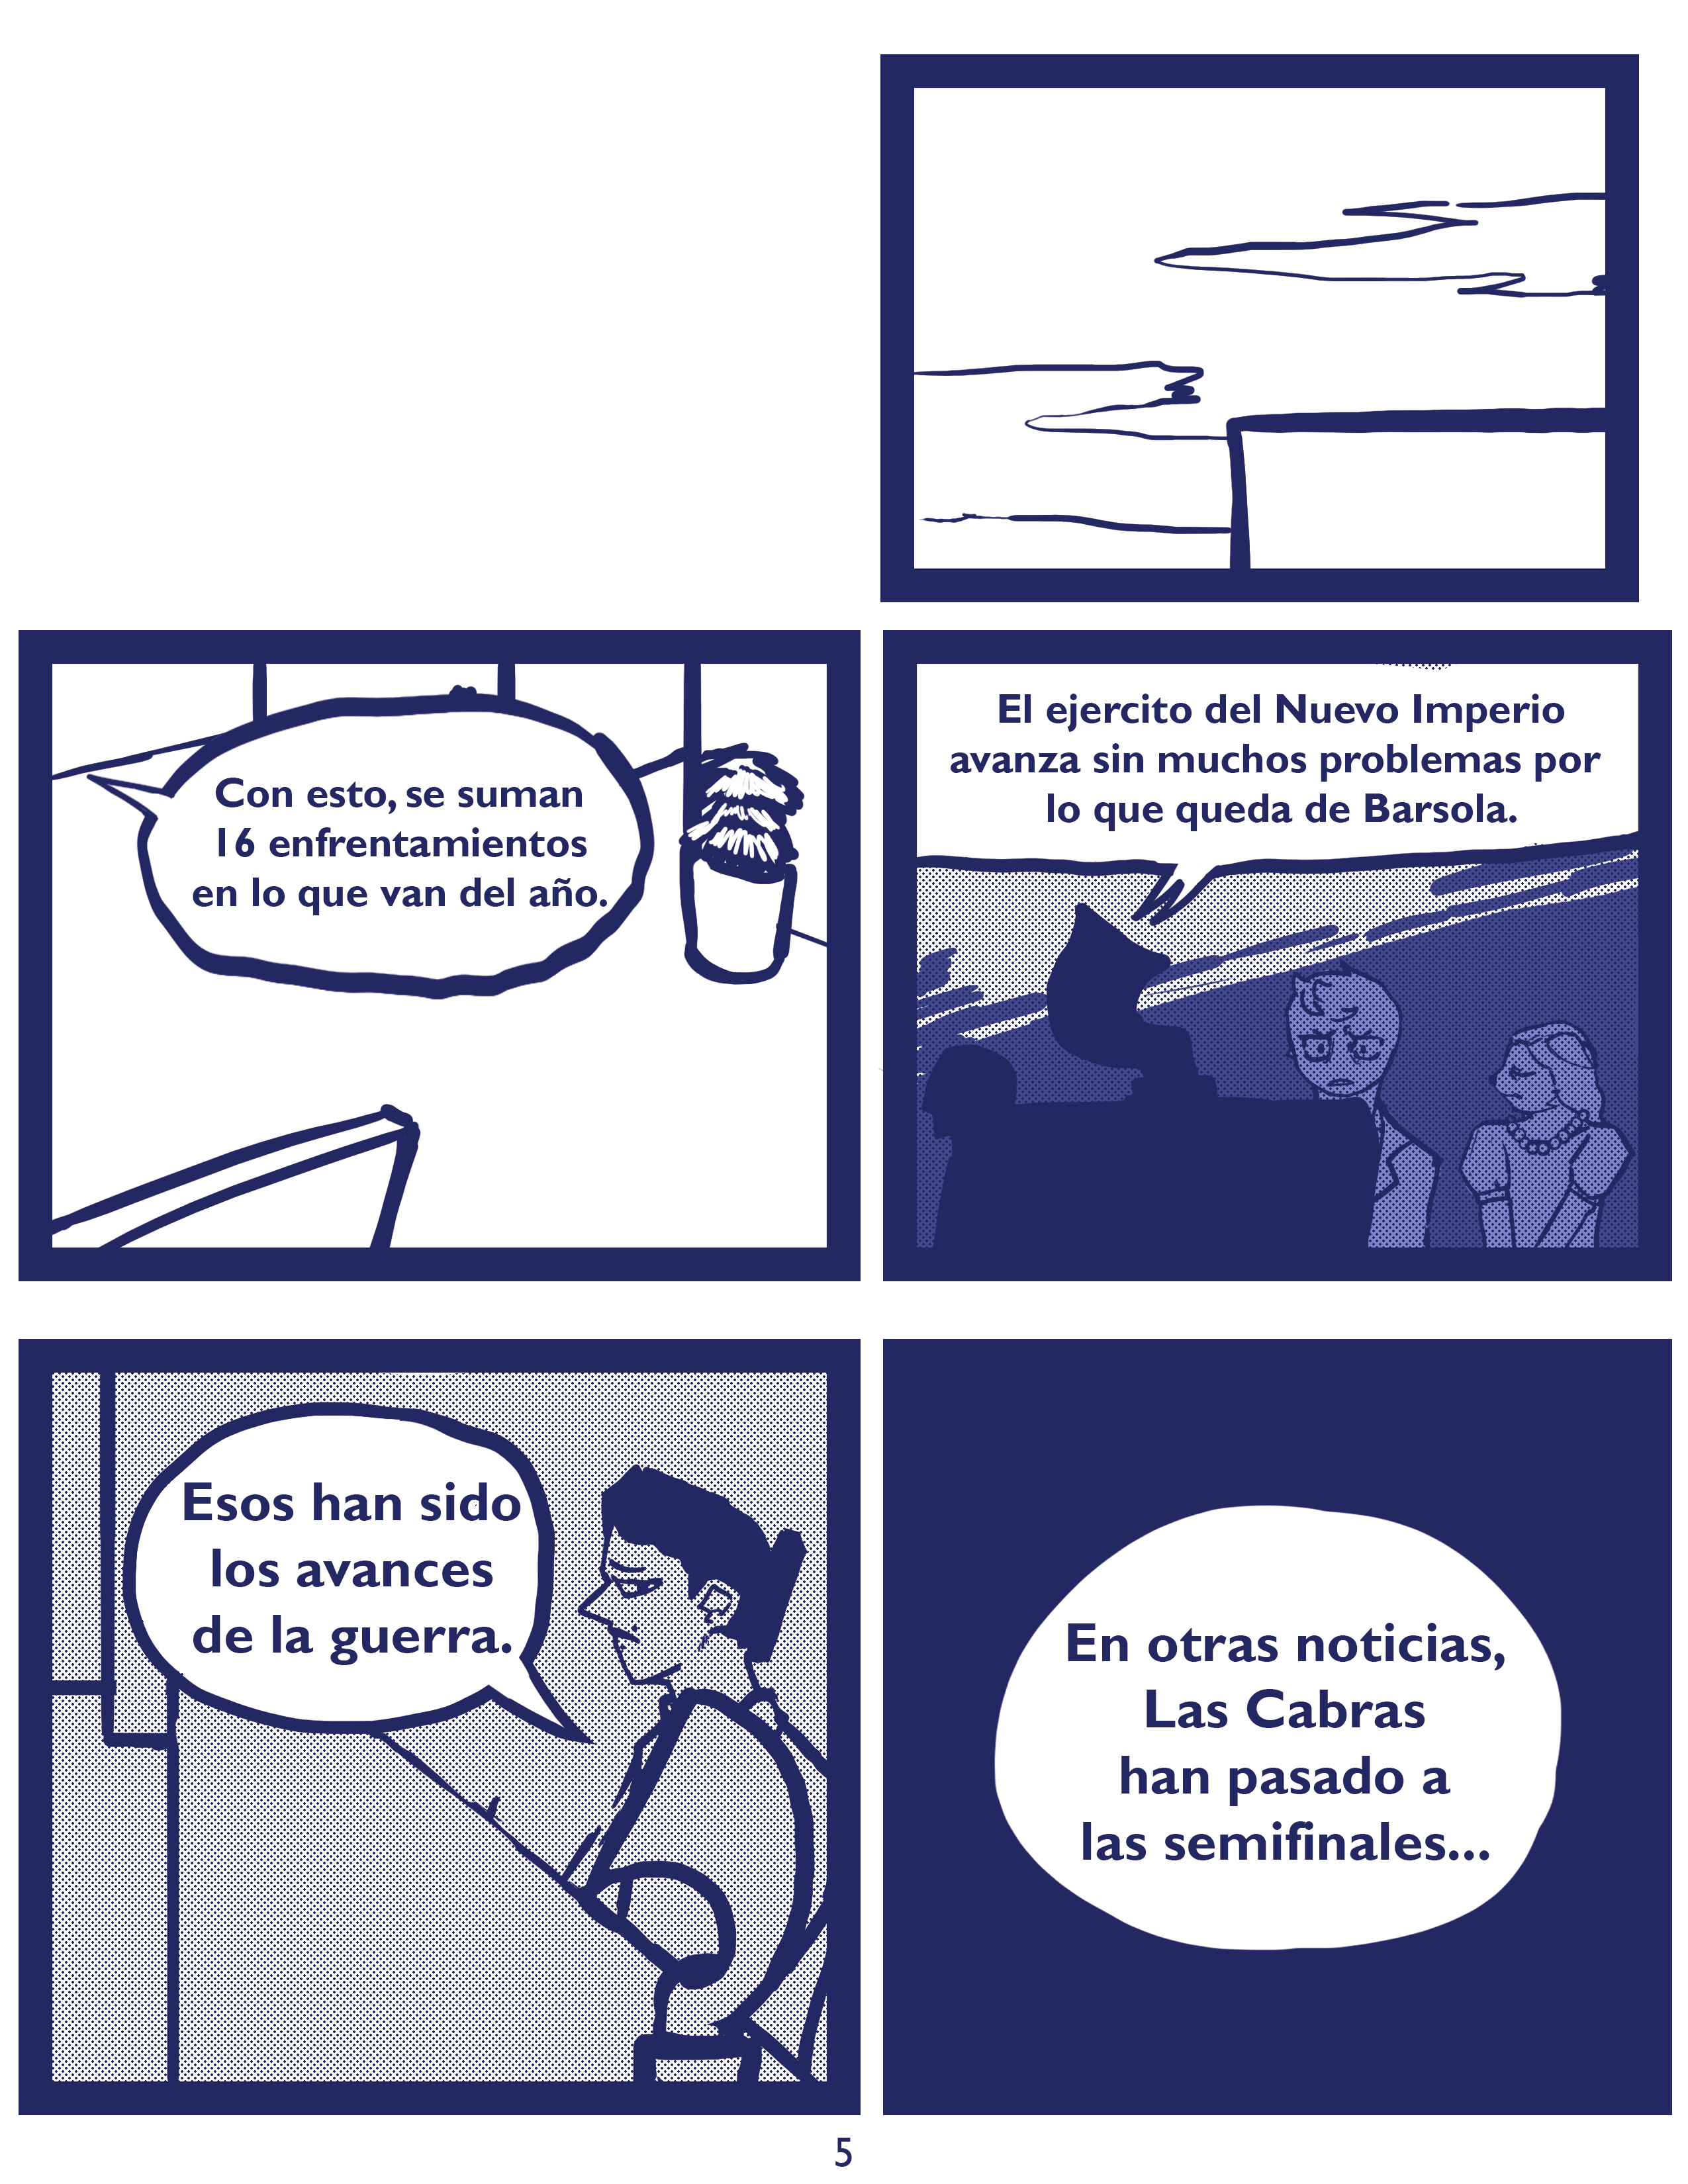 Con esto, se suman
16 enfrentamientos
en lo que van del año.
El ejercito del Nuevo Imperio
avanza sin muchos problemas por
lo que queda de Barsola.
Esos han sido
los avances
de la guerra.
En otras noticias,
Las Cabras
han pasado a
las semifinales...
5